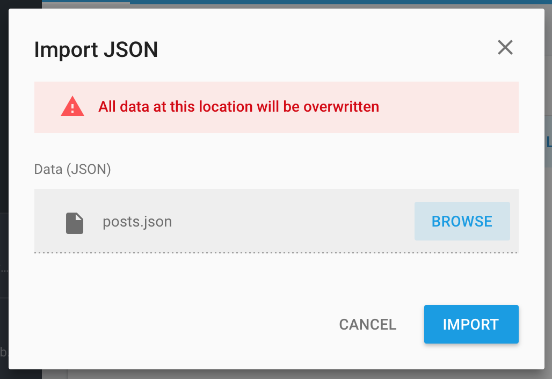 Import JSON
All data at this location will be overwritten
Data (JSON)
posts.json
BROWSE
CANCEL
IMPORT